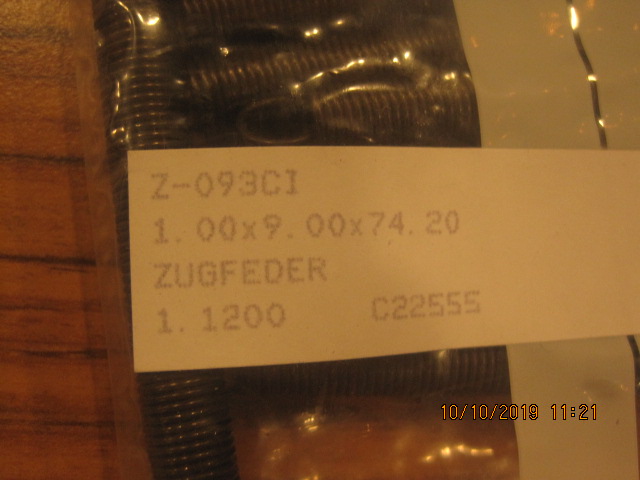 Z-093CI
1.00x9.00x74.20
ZUGFEDER
1.1200 C22555
10/10/2019 11:21